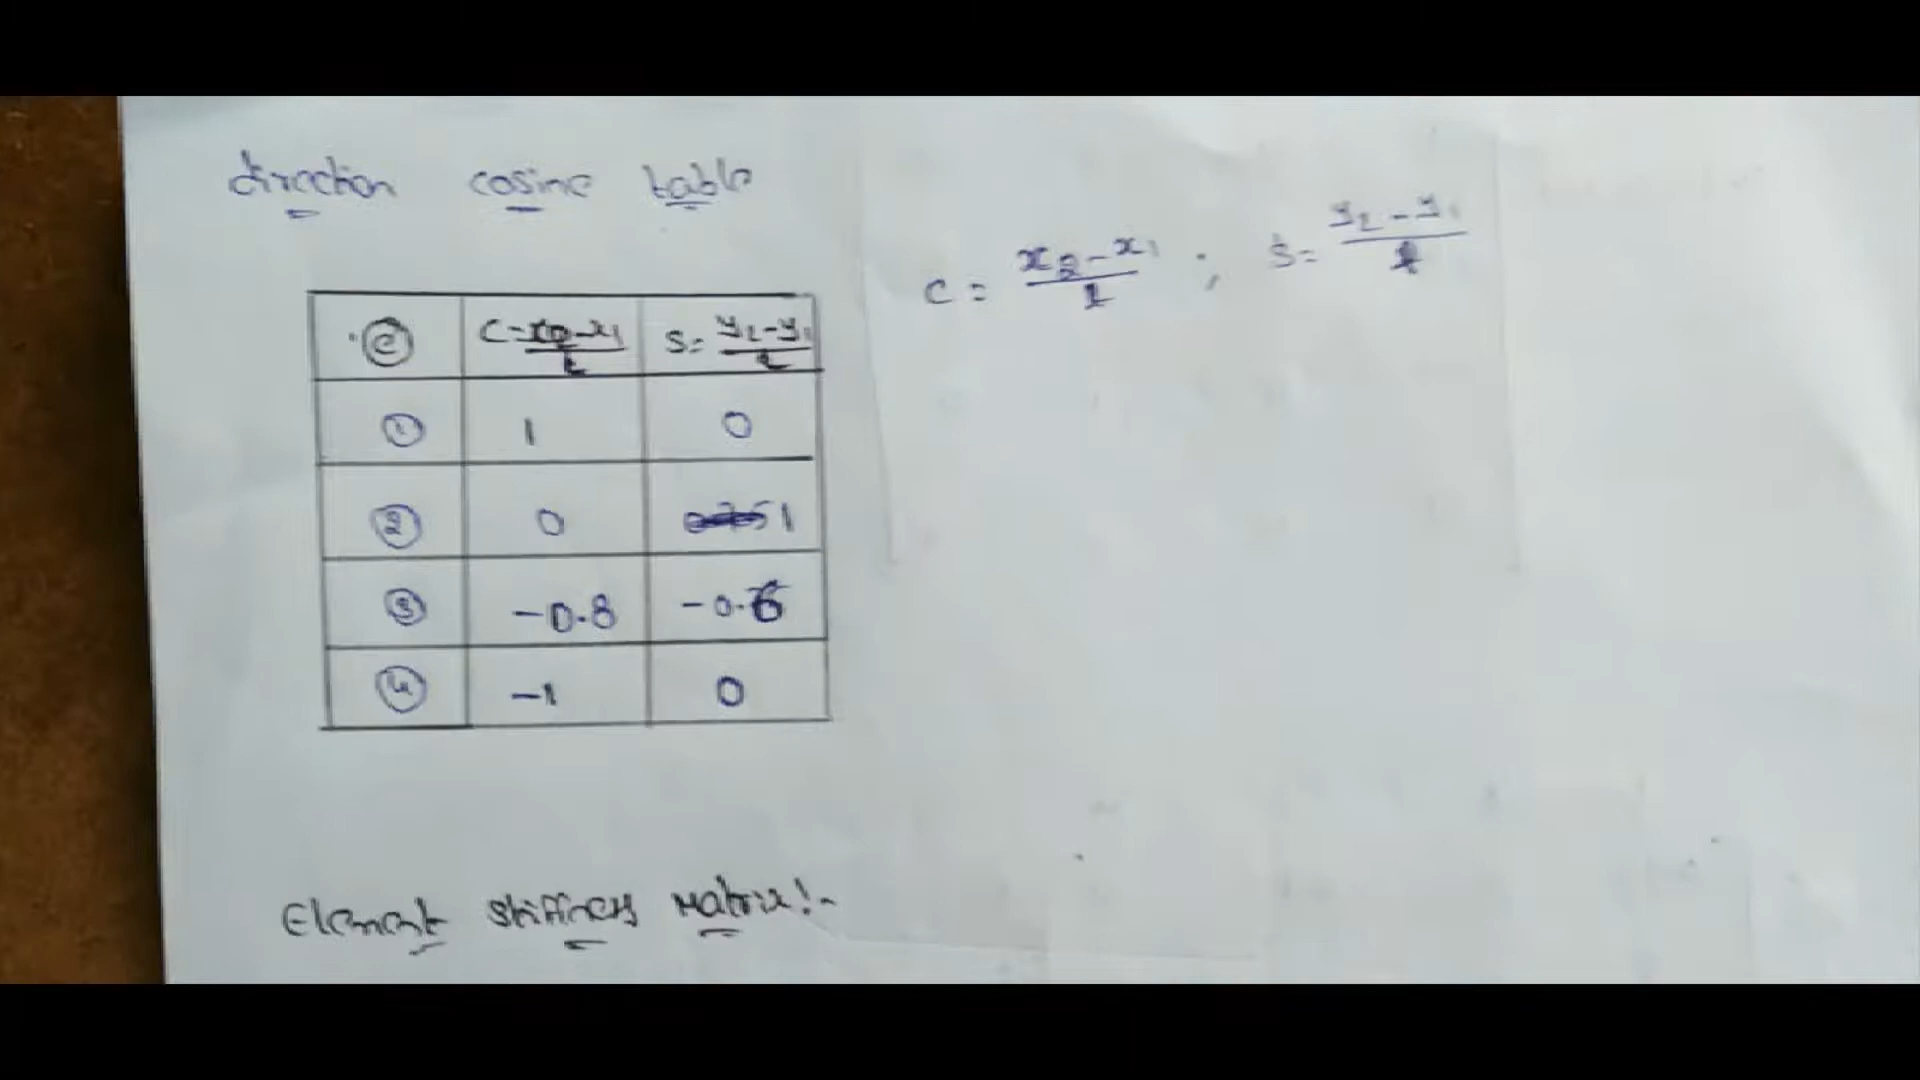 direction cosine table
C = x2-x1/l ; S = y2-y1/l
e C=x2-x1/l S=y2-y1/l
1 1 0
2 0 1
3 -0.8 -0.6
4 -1 0
Element stiffness Matrix:-